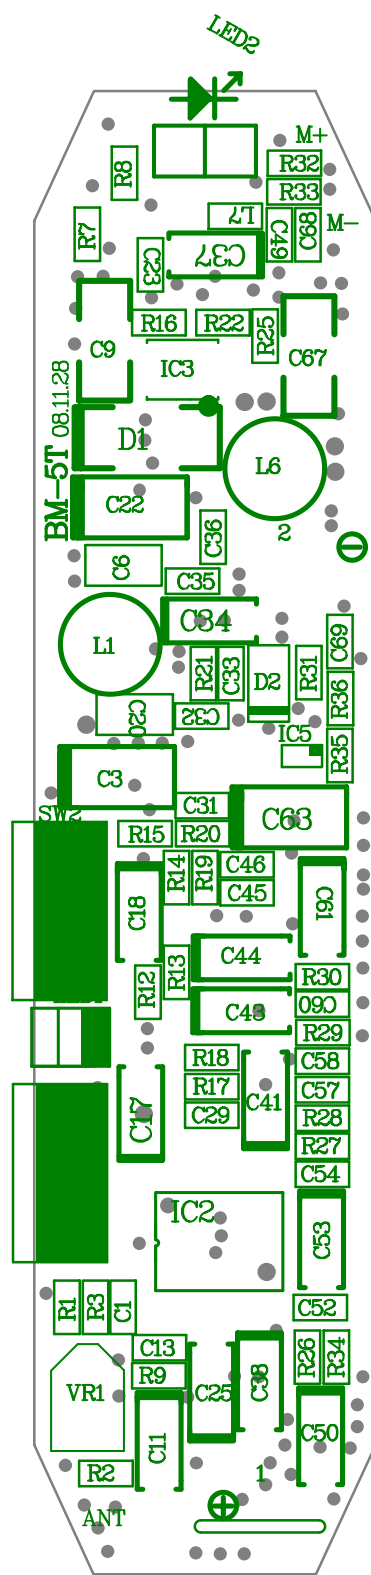 LED2
M+
R8
R32
R33
M-
R7
L7
C49
C68
C23
C37
R16
R22
R25
C9
IC3
C67
08.11.28
D1
L6
BM-5T
C22
C36
2
C6
C35
C34
C69
L1
R21
C33
D2
R31
R36
C20
C32
IC5
R35
C3
C31
C63
SW2
R15
R20
R14
R19
C46
C45
C18
C61
R13
C44
R12
R30
C43
C60
R29
R18
C58
R17
C57
C17
C29
C41
R28
R27
C54
IC2
C53
R1
R3
C1
C52
C13
R26
R34
R9
VR1
C25
C38
C11
C50
R2
1
ANT